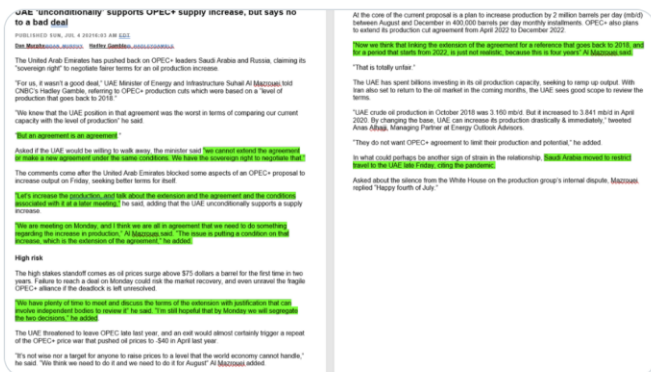 UAE 'unconditionally' supports OPEC+ supply increase, but says no
to a bad deal
PUBLISHED SUN, JUL 4 2021 6:03 AM EDT
Dan Murphy Hadley Gamble
The United Arab Emirates has pushed back on OPEC+ leaders Saudi Arabia and Russia, claiming its
"sovereign right" to negotiate fairer terms for an oil production increase.
"For us, it wasn't a good deal," UAE Minister of Energy and Infrastructure Suhail Al Mazrouei told
CNBC's Hadley Gamble, referring to OPEC+ production cuts which were based on a "level of
production that goes back to 2018."
"We knew that the UAE position in that agreement was the worst in terms of comparing our current
capacity with the level of production" he said.
"But an agreement is an agreement."
Asked if the UAE would be willing to walk away, the minister said "we cannot extend the agreement
or make a new agreement under the same conditions. We have the sovereign right to negotiate that."
The comments come after the United Arab Emirates blocked some aspects of an OPEC+ proposal to
increase output on Friday, seeking better terms for itself.
"Let's increase the production, and talk about the extension and the agreement and the conditions
associated with it at a later meeting," he said, adding that the UAE unconditionally supports a supply
increase.
"We are meeting on Monday, and I think we are all in agreement that we need to do something
regarding the increase in production," Al Mazrouei said. "The issue is putting a condition on that
increase, which is the extension of the agreement," he added.
High risk
The high stakes standoff comes as oil prices surge above $75 dollars a barrel for the first time in two
years. Failure to reach a deal on Monday could risk the market recovery, and even unravel the fragile
OPEC+ alliance if the deadlock is left unresolved.
"We have plenty of time to meet and discuss the terms of the extension with justification that can
involve independent bodies to review it" he said. "I'm still hopeful that by Monday we will segregate
the two decisions," he added.
The UAE threatened to leave OPEC late last year, and an exit would almost certainly trigger a repeat
of the OPEC+ price war that pushed oil prices to -$40 in April last year.
"It's not wise nor a target for anyone to raise prices to a level that the world economy cannot handle,"
he said. "We think we need to do it and we need to do it for August" Al Mazrouei added.
At the core of the current proposal is a plan to increase production by 2 million barrels per day (mb/d)
between August and December in 400,000 barrels per day monthly installments. OPEC+ also plans
to extend its production cut agreement from April 2022 to December 2022.
"Now we think that linking the extension of the agreement for a reference that goes back to 2018, and
for a period that starts from 2022, is just not realistic, because this is four years" Al Mazrouei said.
"That is totally unfair."
The UAE has spent billions investing in its oil production capacity, seeking to ramp up output. With
Iran also set to return to the oil market in the coming months, the UAE sees good scope to review the
terms.
"UAE crude oil production in October 2018 was 3.160 mb/d. But it increased to 3.841 mb/d in April
2020. By changing the base, UAE can increase its production drastically & immediately," tweeted
Anas Alhajji, Managing Partner at Energy Outlook Advisors.
"They do not want OPEC+ agreement to limit their production and potential," he added.
In what could perhaps be another sign of strain in the relationship, Saudi Arabia moved to restrict
travel to the UAE late Friday, citing the pandemic.
Asked about the silence from the White House on the production group's internal dispute, Mazrouei
replied "Happy fourth of July."